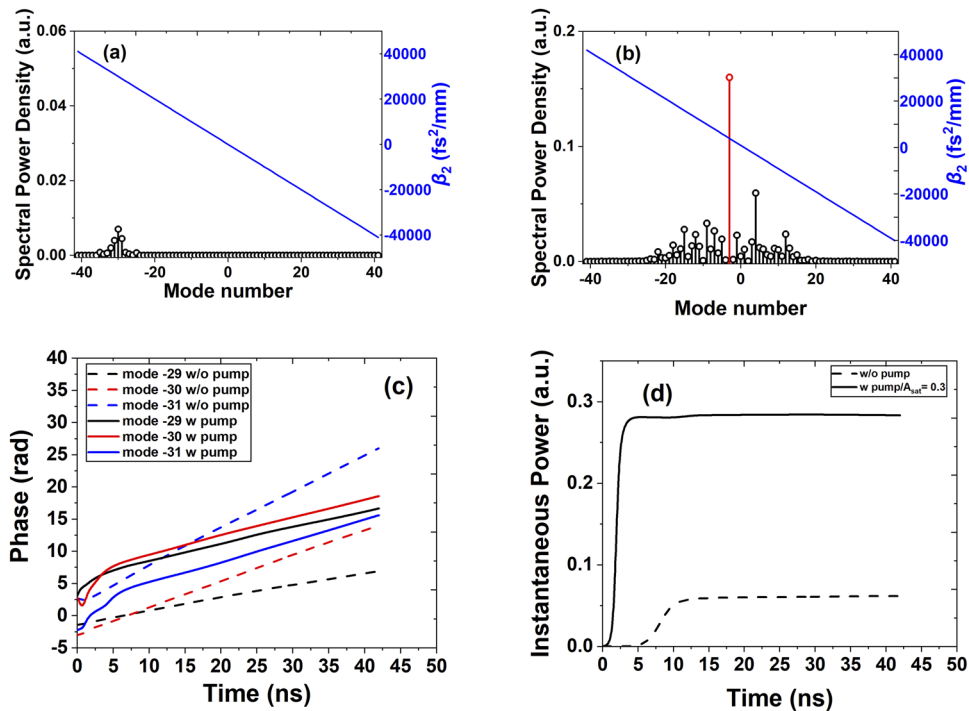 (a)
Spectral Power Density (a.u.)
0.06
0.04
0.02
0.00
40000
20000
0
-20000
-40000
β₂ (fs²/mm)
-40 -20 0 20 40
Mode number
(b)
Spectral Power Density (a.u.)
0.2
0.1
0.0
40000
20000
0
-20000
-40000
β₂ (fs²/mm)
-40 -20 0 20 40
Mode number
(c)
Phase (rad)
40
35
30
25
20
15
10
5
0
-5
mode -29 w/o pump
mode -30 w/o pump
mode -31 w/o pump
mode -29 w pump
mode -30 w pump
mode -31 w pump
0 5 10 15 20 25 30 35 40 45 50
Time (ns)
(d)
Instantaneous Power (a.u.)
0.3
0.2
0.1
0.0
w/o pump
w pump/A_sat= 0.3
0 5 10 15 20 25 30 35 40 45 50
Time (ns)